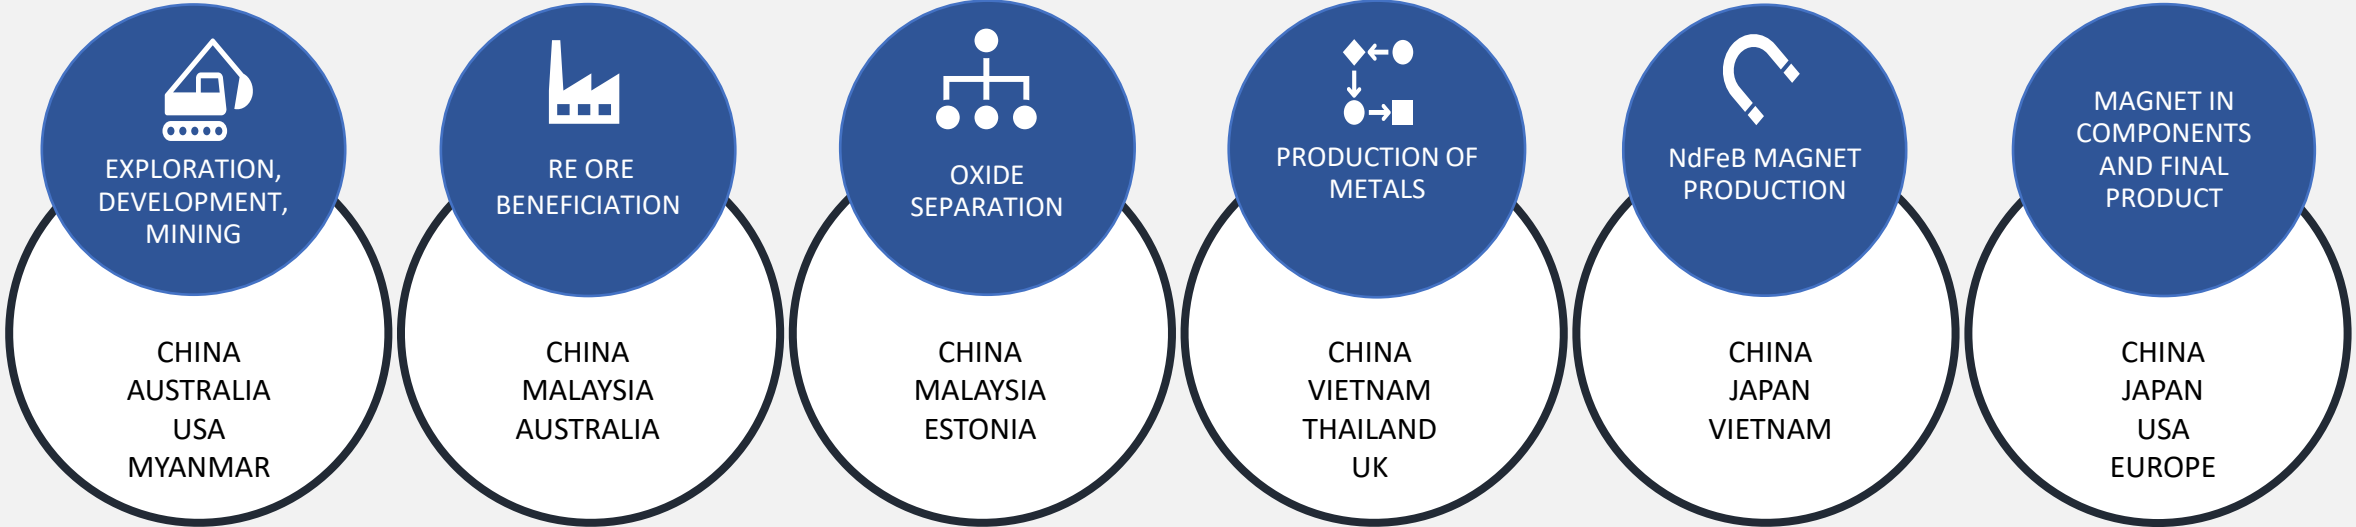 EXPLORATION,
DEVELOPMENT,
MINING
CHINA
AUSTRALIA
USA
MYANMAR
RE ORE
BENEFICIATION
CHINA
MALAYSIA
AUSTRALIA
OXIDE
SEPARATION
CHINA
MALAYSIA
ESTONIA
PRODUCTION OF
METALS
CHINA
VIETNAM
THAILAND
UK
NdFeB MAGNET
PRODUCTION
CHINA
JAPAN
VIETNAM
MAGNET IN
COMPONENTS
AND FINAL
PRODUCT
CHINA
JAPAN
USA
EUROPE